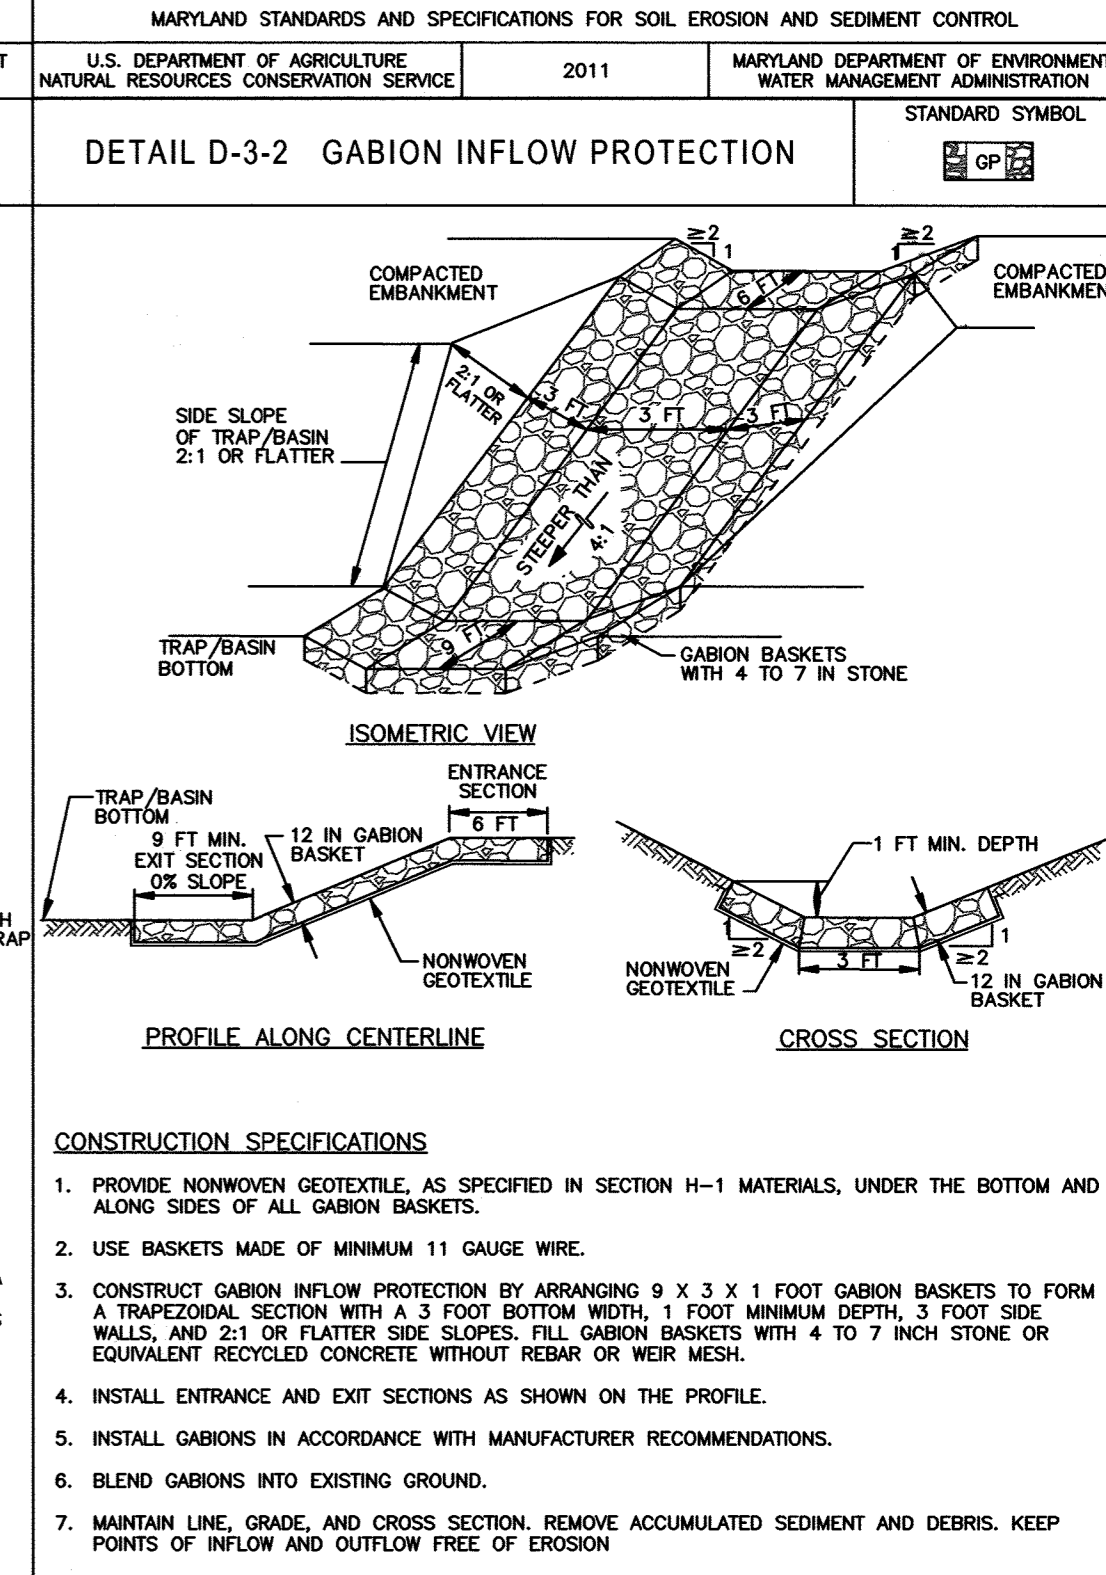 MARYLAND STANDARDS AND SPECIFICATIONS FOR SOIL EROSION AND SEDIMENT CONTROL
T
U.S. DEPARTMENT OF AGRICULTURE
NATURAL RESOURCES CONSERVATION SERVICE
2011
MARYLAND DEPARTMENT OF ENVIRONMENT
WATER MANAGEMENT ADMINISTRATION
DETAIL D-3-2 GABION INFLOW PROTECTION
STANDARD SYMBOL
GP
≥2
1
≥2
1
COMPACTED
EMBANKMENT
6 FT
COMPACTED
EMBANKMEN
2:1 OR
FLATTER
3 FT
3 FT
3 FT
SIDE SLOPE
OF TRAP/BASIN
2:1 OR FLATTER
STEEPER THAN
4:1
TRAP/BASIN
BOTTOM
9 FT
GABION BASKETS
WITH 4 TO 7 IN STONE
ISOMETRIC VIEW
TRAP/BASIN
BOTTOM
9 FT MIN.
EXIT SECTION
0% SLOPE
12 IN GABION
BASKET
ENTRANCE
SECTION
6 FT
NONWOVEN
GEOTEXTILE
PROFILE ALONG CENTERLINE
1 FT MIN. DEPTH
1
≥2
3 FT
1
≥2
NONWOVEN
GEOTEXTILE
12 IN GABION
BASKET
CROSS SECTION
H
RAP
CONSTRUCTION SPECIFICATIONS
1. PROVIDE NONWOVEN GEOTEXTILE, AS SPECIFIED IN SECTION H-1 MATERIALS, UNDER THE BOTTOM AND
ALONG SIDES OF ALL GABION BASKETS.
2. USE BASKETS MADE OF MINIMUM 11 GAUGE WIRE.
3. CONSTRUCT GABION INFLOW PROTECTION BY ARRANGING 9 X 3 X 1 FOOT GABION BASKETS TO FORM
A TRAPEZOIDAL SECTION WITH A 3 FOOT BOTTOM WIDTH, 1 FOOT MINIMUM DEPTH, 3 FOOT SIDE
WALLS, AND 2:1 OR FLATTER SIDE SLOPES. FILL GABION BASKETS WITH 4 TO 7 INCH STONE OR
EQUIVALENT RECYCLED CONCRETE WITHOUT REBAR OR WEIR MESH.
4. INSTALL ENTRANCE AND EXIT SECTIONS AS SHOWN ON THE PROFILE.
5. INSTALL GABIONS IN ACCORDANCE WITH MANUFACTURER RECOMMENDATIONS.
6. BLEND GABIONS INTO EXISTING GROUND.
7. MAINTAIN LINE, GRADE, AND CROSS SECTION. REMOVE ACCUMULATED SEDIMENT AND DEBRIS. KEEP
POINTS OF INFLOW AND OUTFLOW FREE OF EROSION